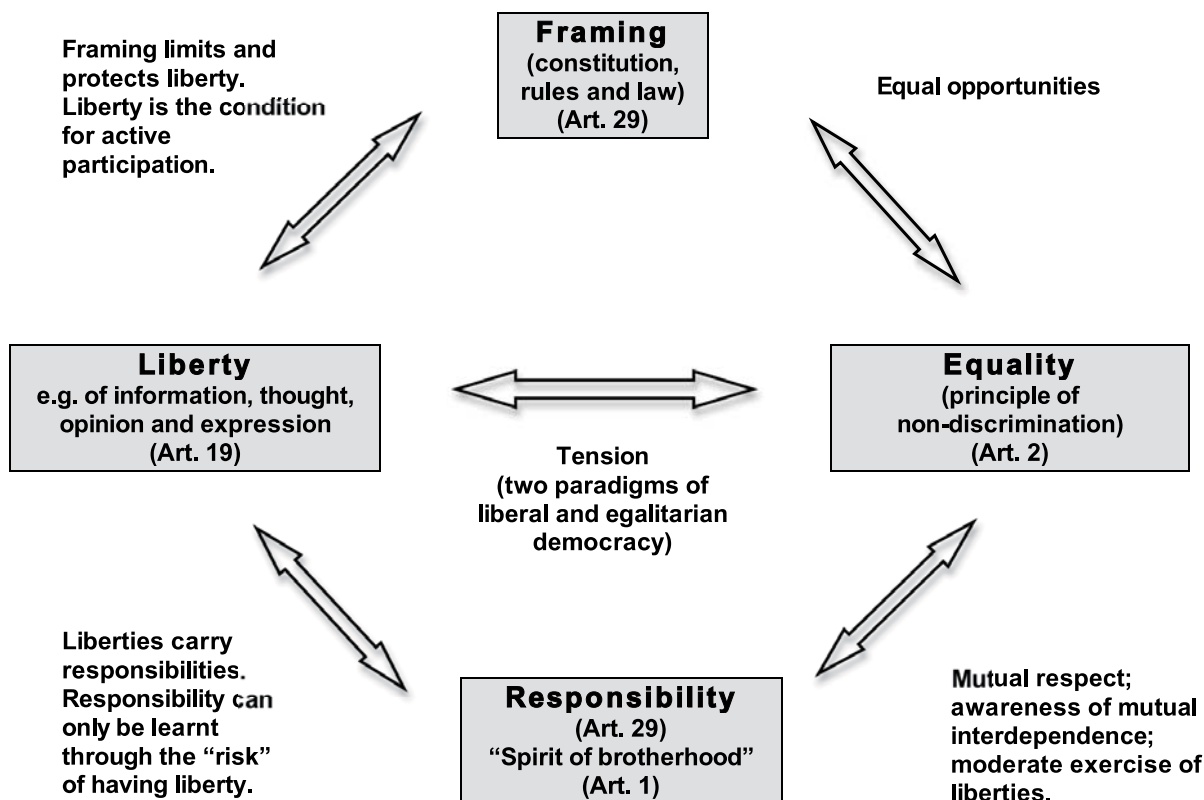 Framing limits and
protects liberty.
Liberty is the condition
for active
participation.
Framing
(constitution,
rules and law)
(Art. 29)
Equal opportunities
Liberty
e.g. of information, thought,
opinion and expression
(Art. 19)
Tension
(two paradigms of
liberal and egalitarian
democracy)
Equality
(principle of
non-discrimination)
(Art. 2)
Liberties carry
responsibilities.
Responsibility can
only be learnt
through the “risk”
of having liberty.
Responsibility
(Art. 29)
“Spirit of brotherhood”
(Art. 1)
Mutual respect;
awareness of mutual
interdependence;
moderate exercise of
liberties.